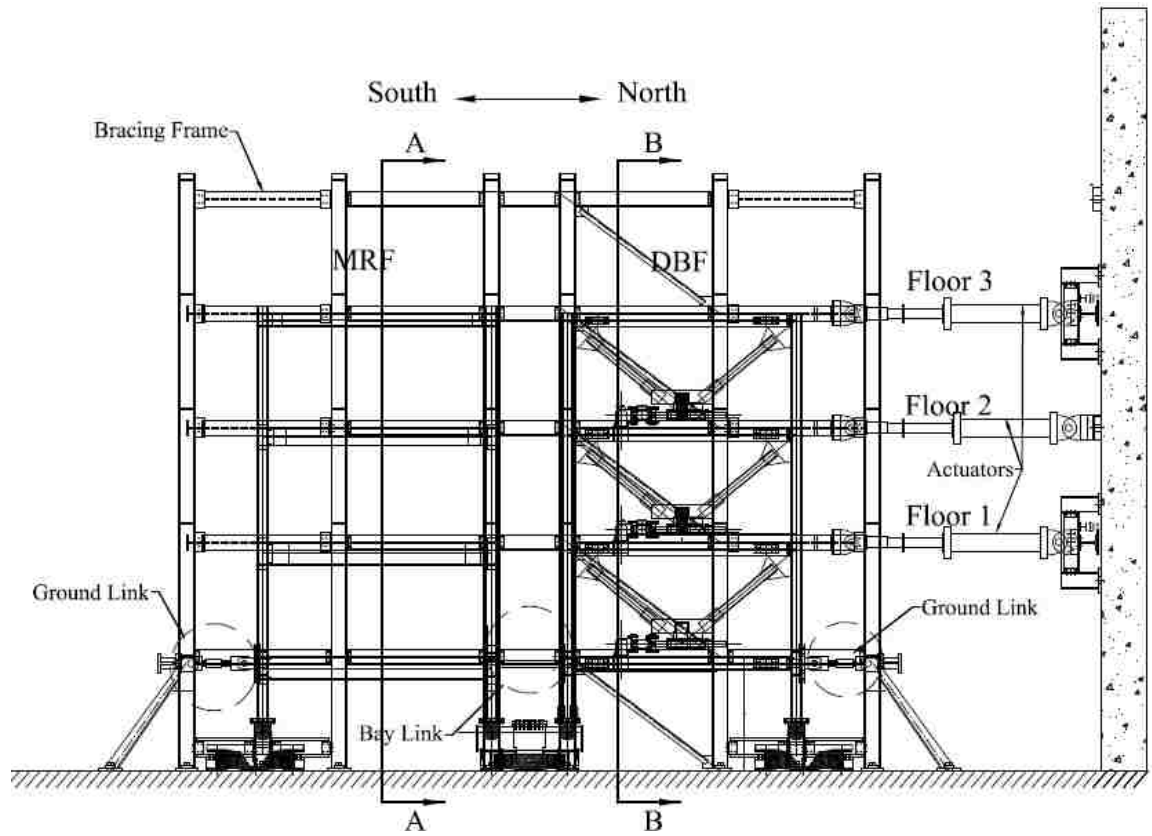 South North
Bracing Frame
A B
MRF DBF
Floor 3
Floor 2
Actuators
Floor 1
Ground Link Ground Link
Bay Link
A B